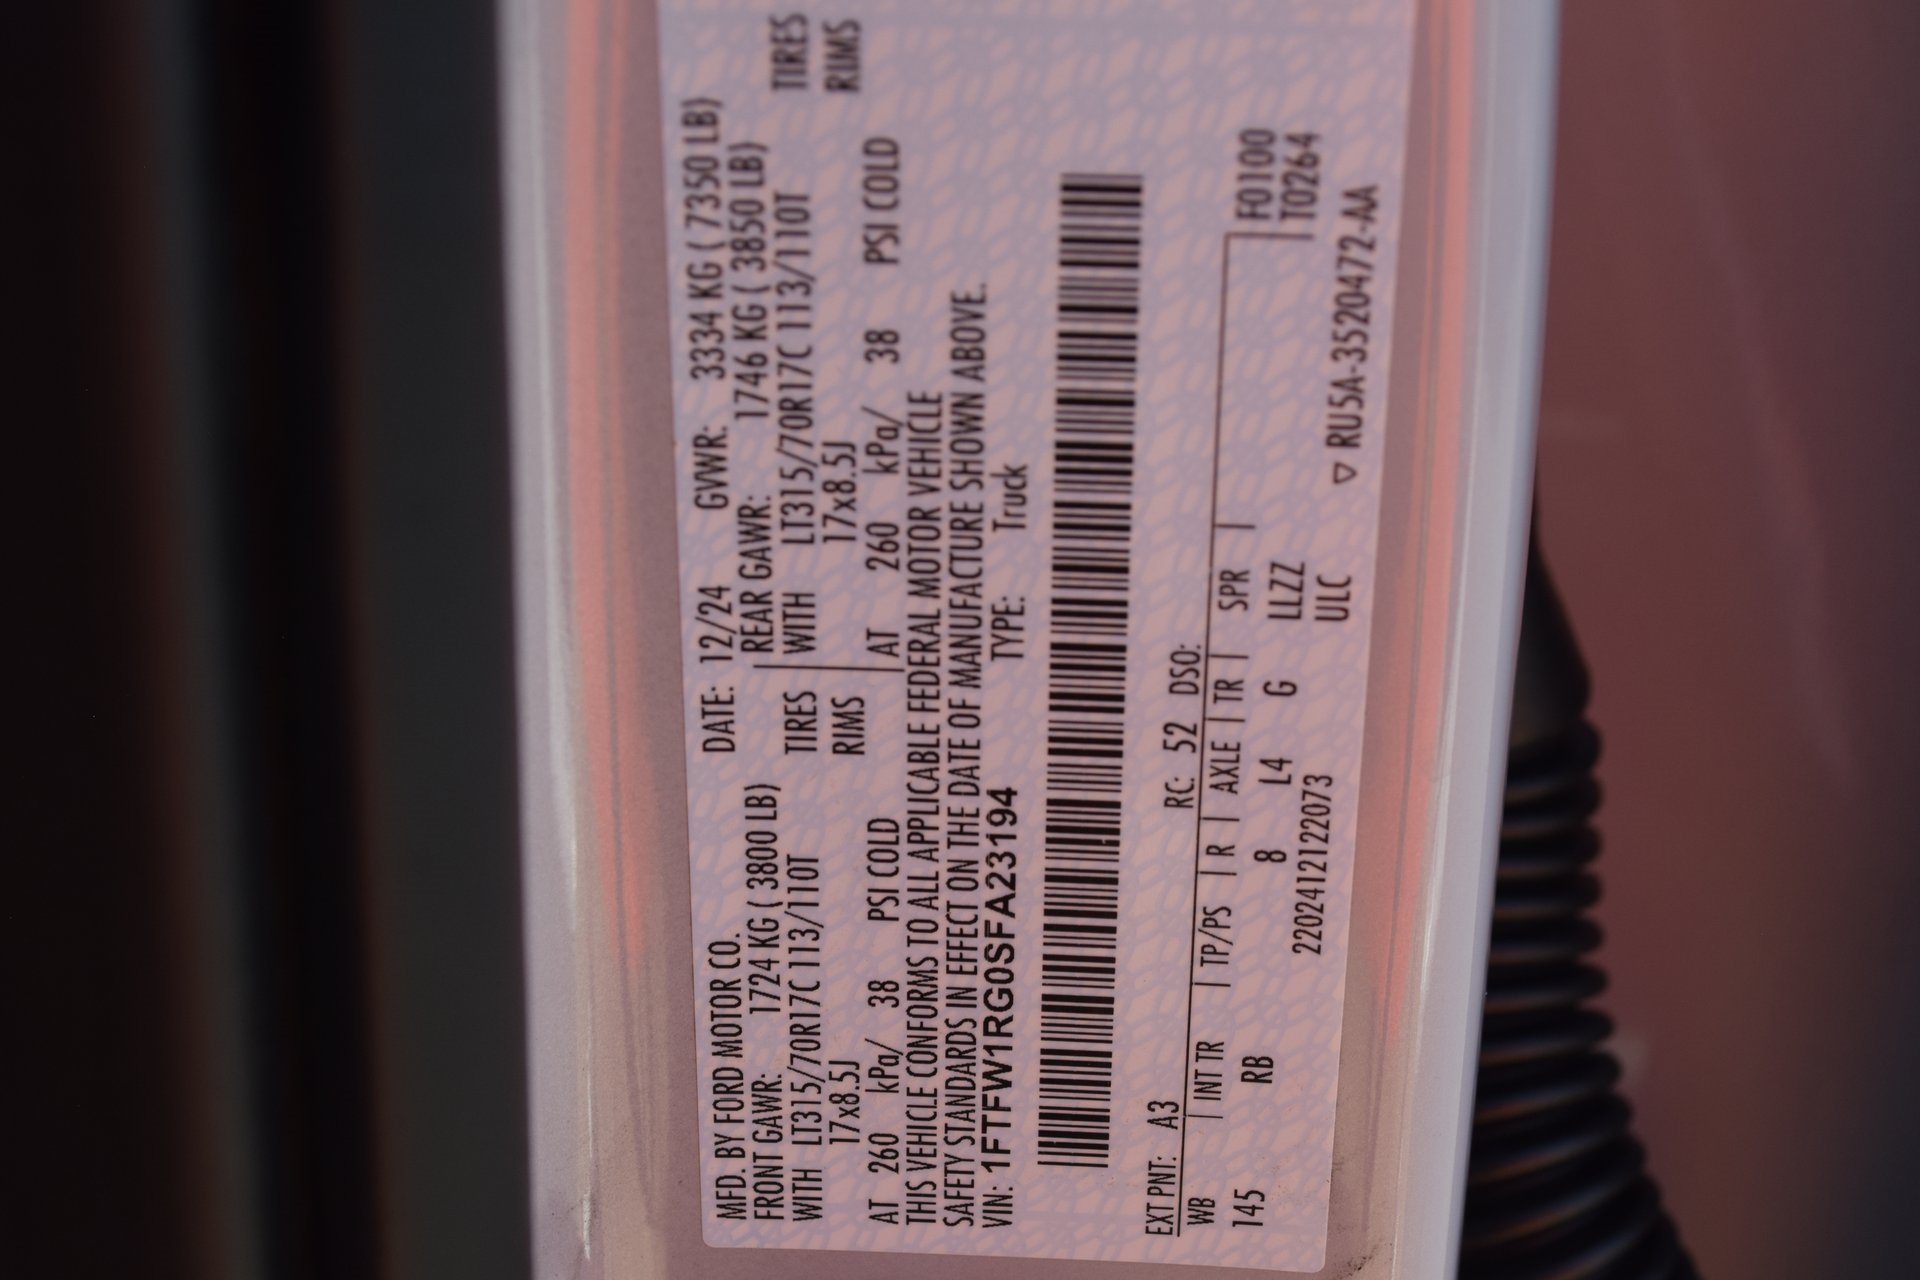 MFD. BY FORD MOTOR CO. DATE: 12/24 GVWR: 3334 KG ( 7350 LB)
FRONT GAWR: 1724 KG ( 3800 LB) REAR GAWR: 1746 KG ( 3850 LB)
WITH LT315/70R17C 113/110T TIRES WITH LT315/70R17C 113/110T TIRES
17x8.5J RIMS 17x8.5J RIMS
AT 260 kPa/ 38 PSI COLD AT 260 kPa/ 38 PSI COLD
THIS VEHICLE CONFORMS TO ALL APPLICABLE FEDERAL MOTOR VEHICLE
SAFETY STANDARDS IN EFFECT ON THE DATE OF MANUFACTURE SHOWN ABOVE.
VIN: 1FTFW1RG0SFA23194 TYPE: Truck
EXT PNT: A3 RC: 52 DSO:
WB | INT TR | TP/PS | R | AXLE | TR | SPR | F0100
145 RB 8 L4 G LLZZ T0264
2202412122073 ULC
▽ RU5A-3520472-AA